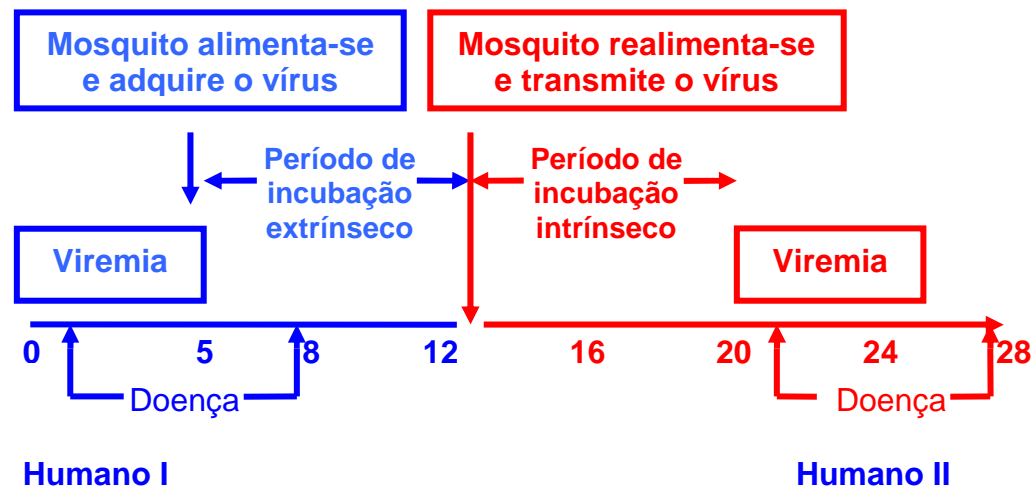 Mosquito alimenta-se
e adquire o vírus
Mosquito realimenta-se
e transmite o vírus
Período de
incubação
extrínseco
Período de
incubação
intrínseco
Viremia
Viremia
0 5 8 12 16 20 24 28
Doença
Doença
Humano I
Humano II